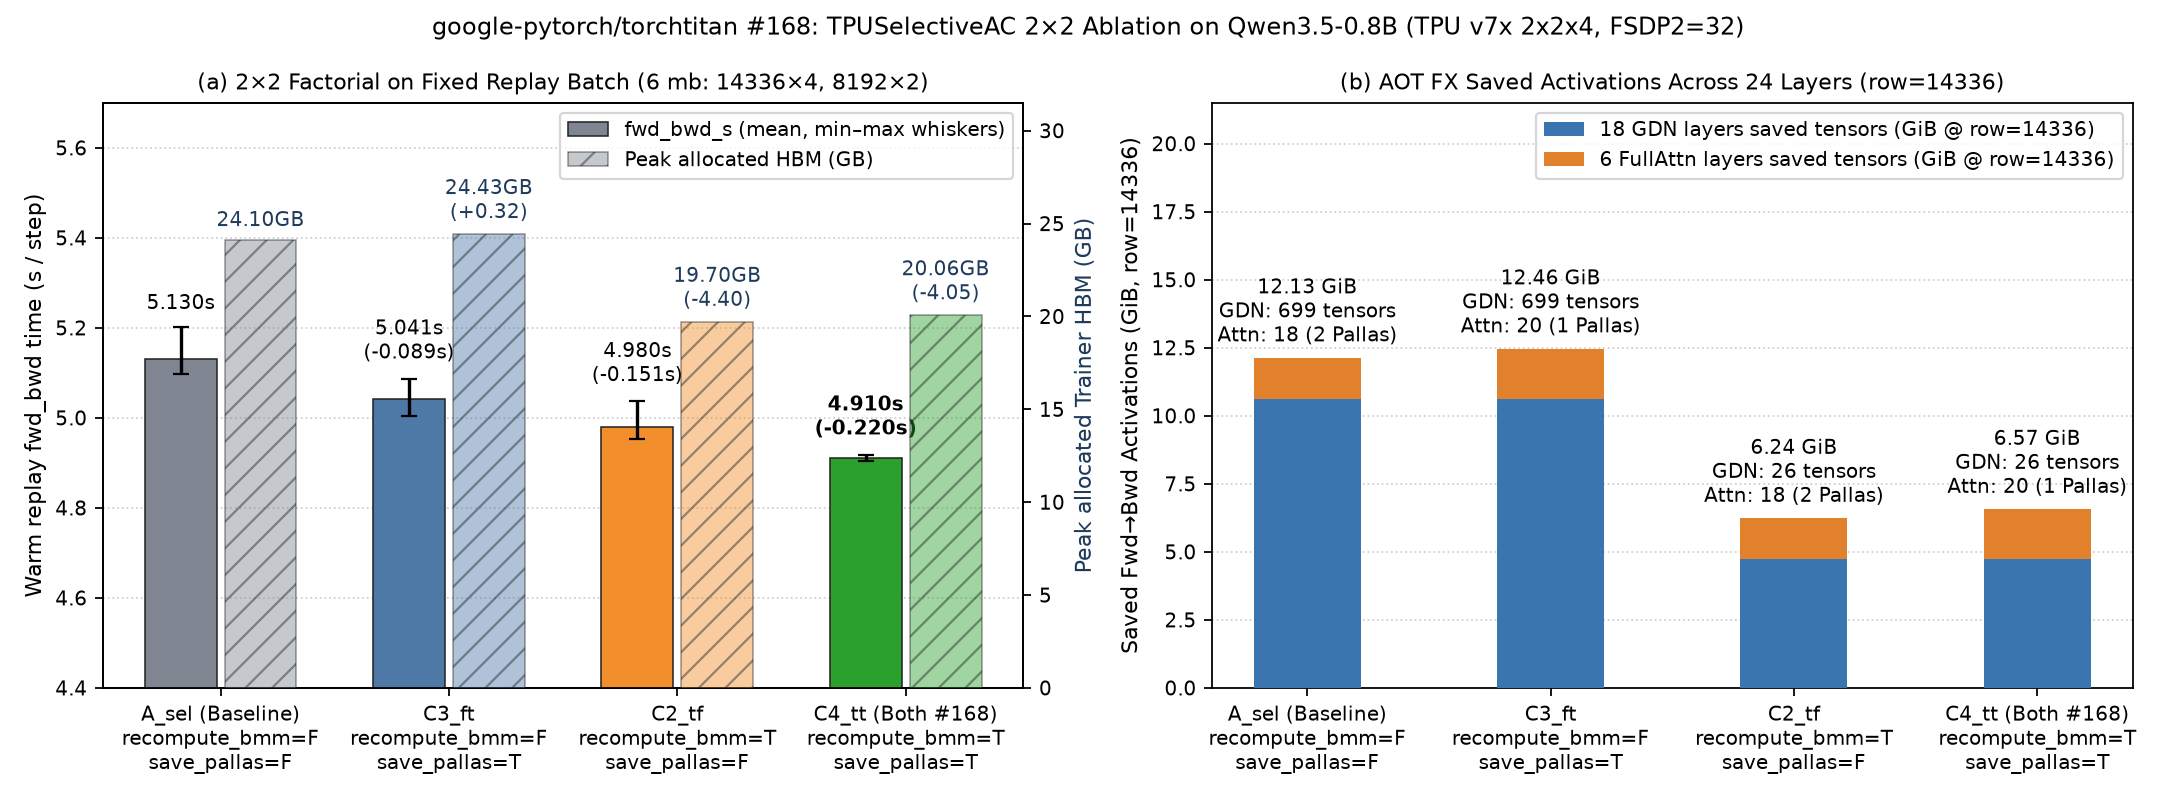 google-pytorch/torchtitan #168: TPUSelectiveAC 2×2 Ablation on Qwen3.5-0.8B (TPU v7x 2x2x4, FSDP2=32)
(a) 2×2 Factorial on Fixed Replay Batch (6 mb: 14336×4, 8192×2)
fwd_bwd_s (mean, min–max whiskers)
Peak allocated HBM (GB)
Warm replay fwd_bwd time (s / step)
5.6
5.4
5.2
5.0
4.8
4.6
4.4
5.130s
24.10GB
5.041s
(-0.089s)
24.43GB
(+0.32)
4.980s
(-0.151s)
19.70GB
(-4.40)
4.910s
(-0.220s)
20.06GB
(-4.05)
30
25
20
15
10
5
0
Peak allocated Trainer HBM (GB)
A_sel (Baseline)
recompute_bmm=F
save_pallas=F
C3_ft
recompute_bmm=F
save_pallas=T
C2_tf
recompute_bmm=T
save_pallas=F
C4_tt (Both #168)
recompute_bmm=T
save_pallas=T
(b) AOT FX Saved Activations Across 24 Layers (row=14336)
18 GDN layers saved tensors (GiB @ row=14336)
6 FullAttn layers saved tensors (GiB @ row=14336)
Saved Fwd→Bwd Activations (GiB, row=14336)
20.0
17.5
15.0
12.5
10.0
7.5
5.0
2.5
0.0
12.13 GiB
GDN: 699 tensors
Attn: 18 (2 Pallas)
12.46 GiB
GDN: 699 tensors
Attn: 20 (1 Pallas)
6.24 GiB
GDN: 26 tensors
Attn: 18 (2 Pallas)
6.57 GiB
GDN: 26 tensors
Attn: 20 (1 Pallas)
A_sel (Baseline)
recompute_bmm=F
save_pallas=F
C3_ft
recompute_bmm=F
save_pallas=T
C2_tf
recompute_bmm=T
save_pallas=F
C4_tt (Both #168)
recompute_bmm=T
save_pallas=T